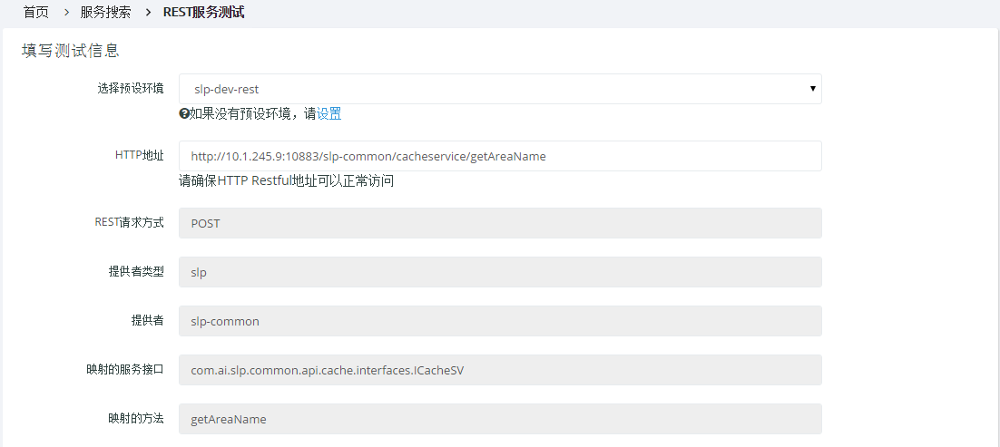 首页 > 服务搜索 > REST服务测试
填写测试信息
选择预设环境 slp-dev-rest
如果没有预设环境，请设置
HTTP地址 http://10.1.245.9:10883/slp-common/cacheservice/getAreaName
请确保HTTP Restful地址可以正常访问
REST请求方式 POST
提供者类型 slp
提供者 slp-common
映射的服务接口 com.ai.slp.common.api.cache.interfaces.ICacheSV
映射的方法 getAreaName